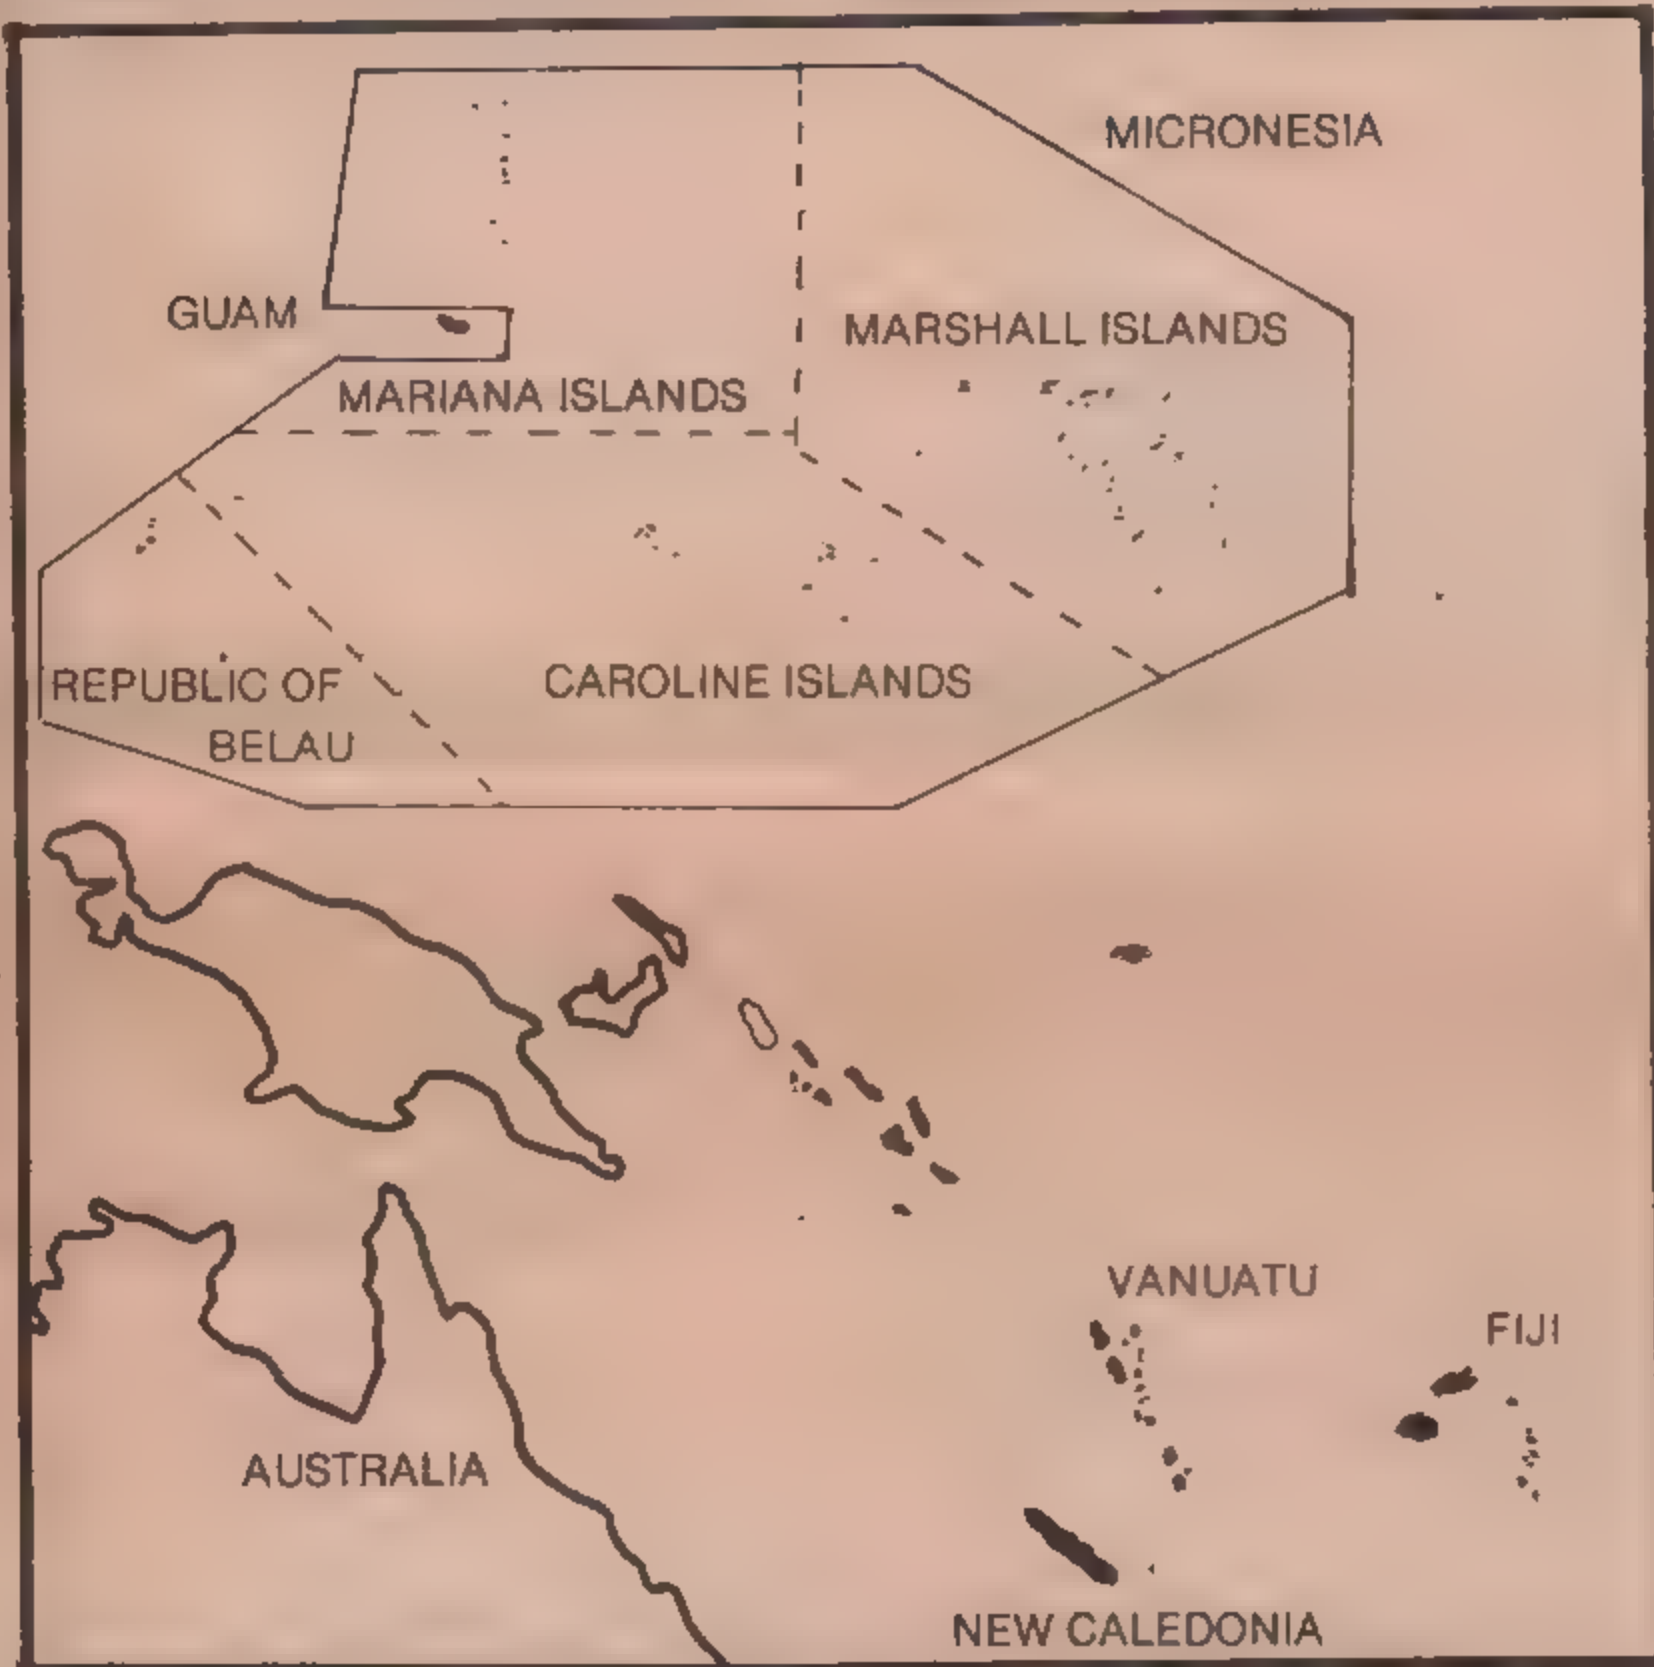 MICRONESIA
GUAM
MARSHALL ISLANDS
MARIANA ISLANDS
REPUBLIC OF
BELAU
CAROLINE ISLANDS
VANUATU
FIJI
AUSTRALIA
NEW CALEDONIA